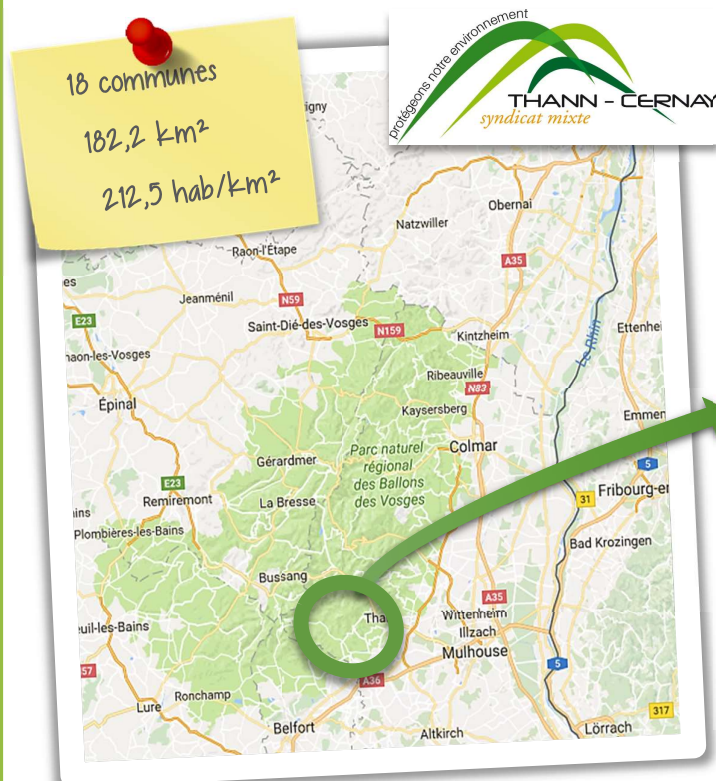 18 communes
182,2 km²
212,5 hab/km²
protégeons notre environnement
THANN - CERNAY
syndicat mixte
Obernai
Natzwiller
Raon-l'Étape
A35
Jeanménil
N59
E23
Saint-Dié-des-Vosges
N159
Kintzheim
Le Rhin
Ribeauville
N83
Épinal
Kaysersberg
Colmar
Parc naturel
régional
des Ballons
des Vosges
Gérardmer
5
E23
Remiremont
La Bresse
31
Plombières-les-Bains
Bad Krozingen
Bussang
A35
Wittenheim
Illzach
Mulhouse
5
A36
Ronchamp
Lure
317
Belfort
Altkirch
Lörrach